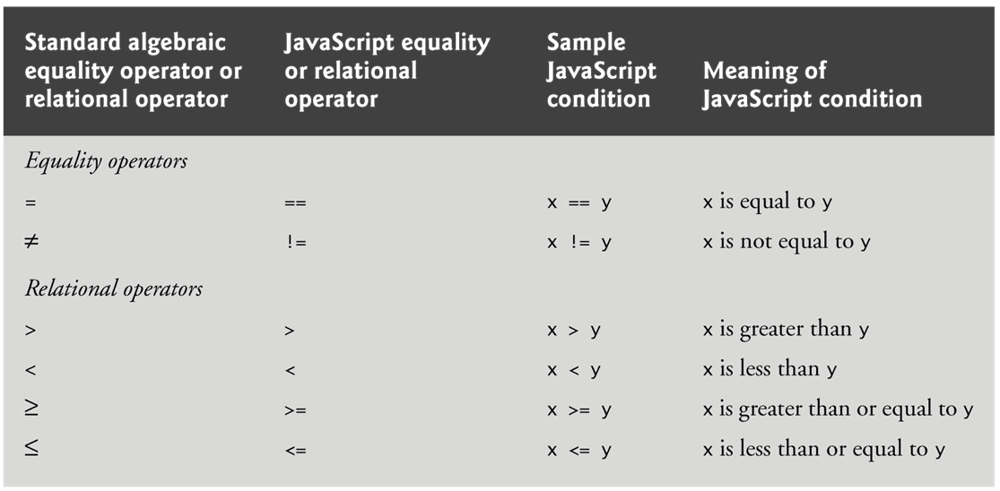 Standard algebraic equality operator or relational operator JavaScript equality or relational operator Sample JavaScript condition Meaning of JavaScript condition
Equality operators
= == x == y x is equal to y
≠ != x != y x is not equal to y
Relational operators
> > x > y x is greater than y
< < x < y x is less than y
≥ >= x >= y x is greater than or equal to y
≤ <= x <= y x is less than or equal to y